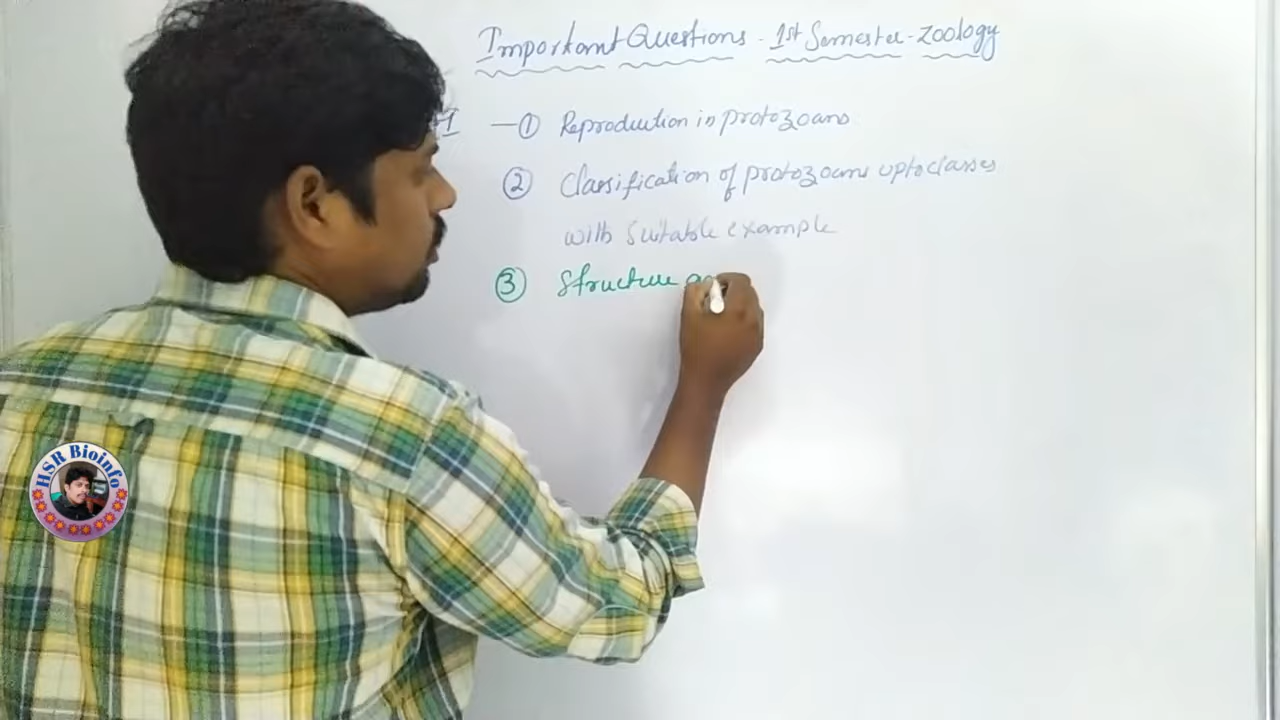 Important Questions - 1st Semester - Zoology
- ① Reproduction in protozoans
② Classification of protozoans upto classes
with Suitable example
③ Structure
HSR Bioinfo